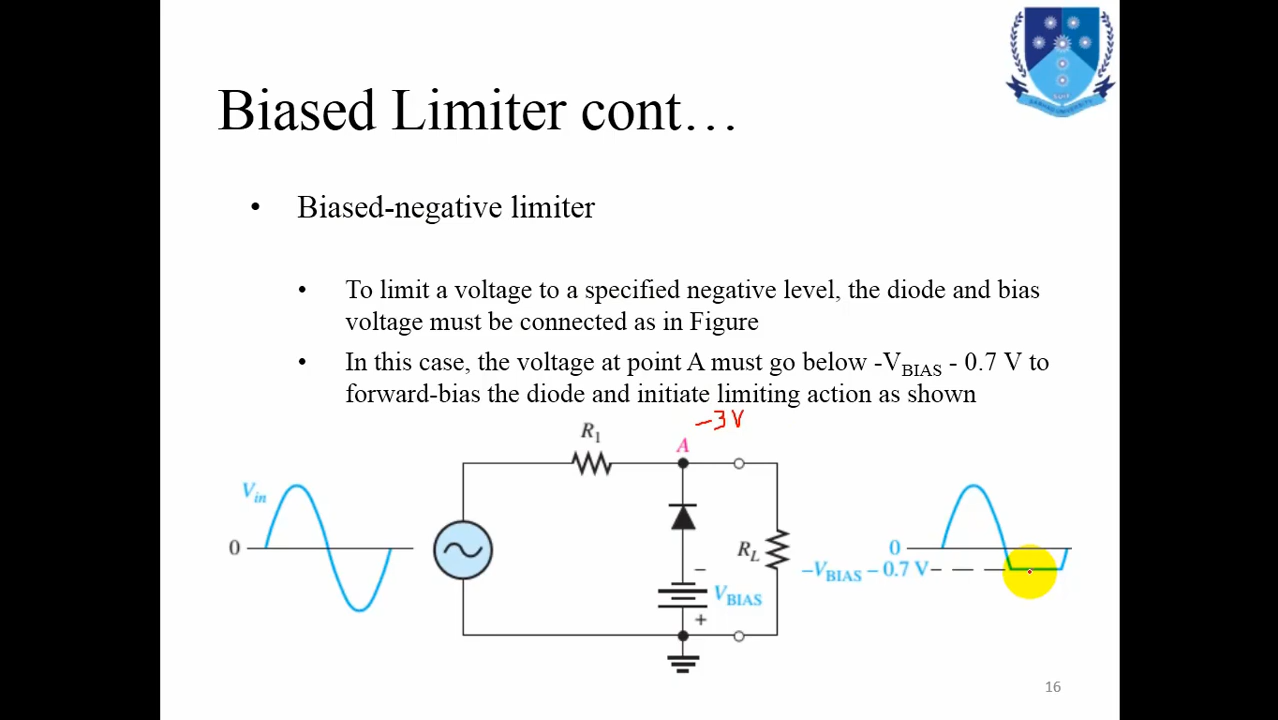 Biased Limiter cont…
• Biased-negative limiter
• To limit a voltage to a specified negative level, the diode and bias
voltage must be connected as in Figure
• In this case, the voltage at point A must go below -VBIAS - 0.7 V to
forward-bias the diode and initiate limiting action as shown
-3V
R1
A
Vin
0
RL
–
VBIAS
+
0
–VBIAS – 0.7 V
16